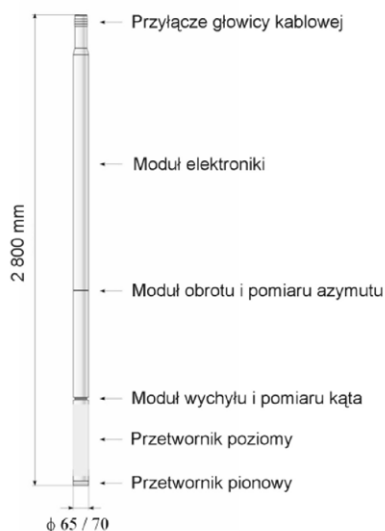 Przyłącze głowicy kablowej
Moduł elektroniki
2 800 mm
Moduł obrotu i pomiaru azymutu
Moduł wychyłu i pomiaru kąta
Przetwornik poziomy
Przetwornik pionowy
ϕ 65 / 70